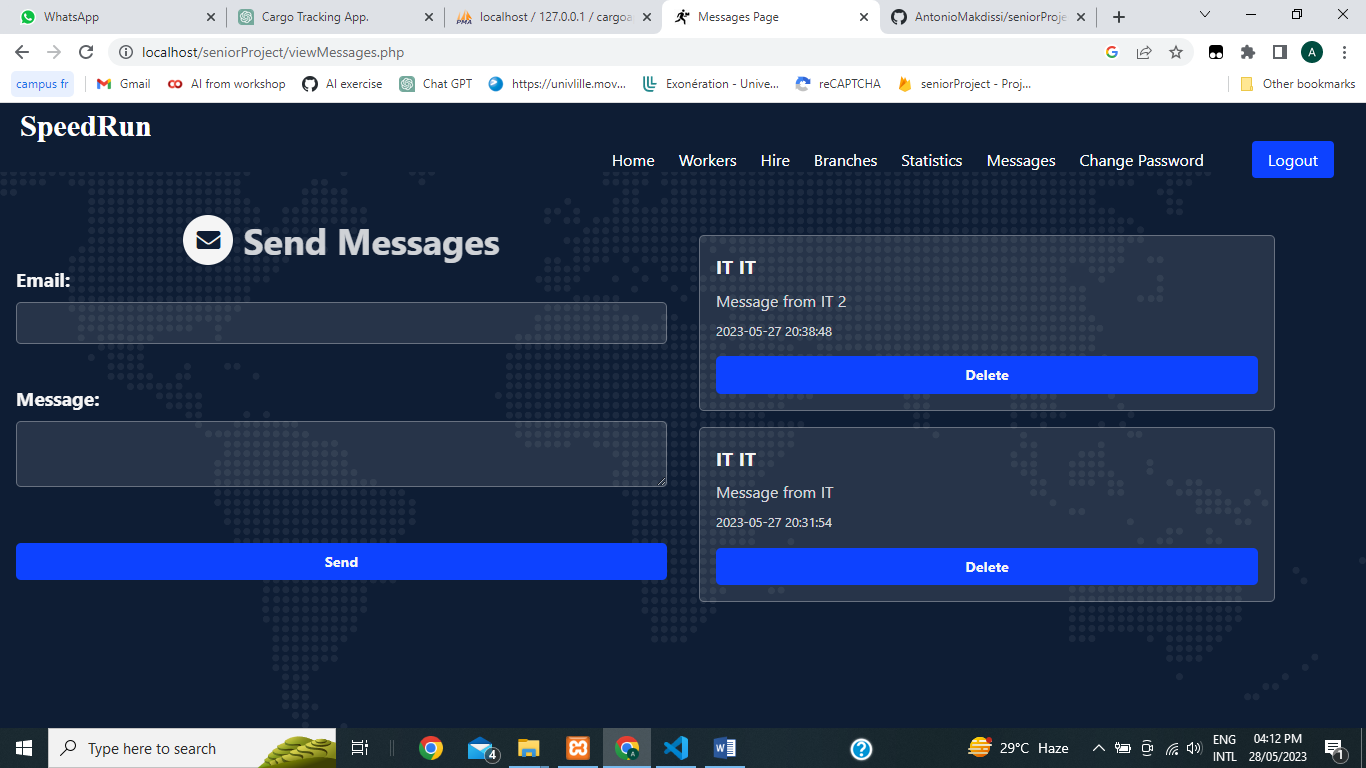 WhatsApp
Cargo Tracking App.
localhost / 127.0.0.1 / cargoa
Messages Page
AntonioMakdissi/seniorProje
localhost/seniorProject/viewMessages.php
A
campus fr
Gmail
AI from workshop
AI exercise
Chat GPT
https://univlille.mov...
Exonération - Unive...
reCAPTCHA
seniorProject - Proj...
Other bookmarks
SpeedRun
Home Workers Hire Branches Statistics Messages Change Password Logout
Send Messages
Email:
Message:
Send
IT IT
Message from IT 2
2023-05-27 20:38:48
Delete
IT IT
Message from IT
2023-05-27 20:31:54
Delete
Type here to search
4
29°C Haze
ENG
INTL
04:12 PM
28/05/2023
1